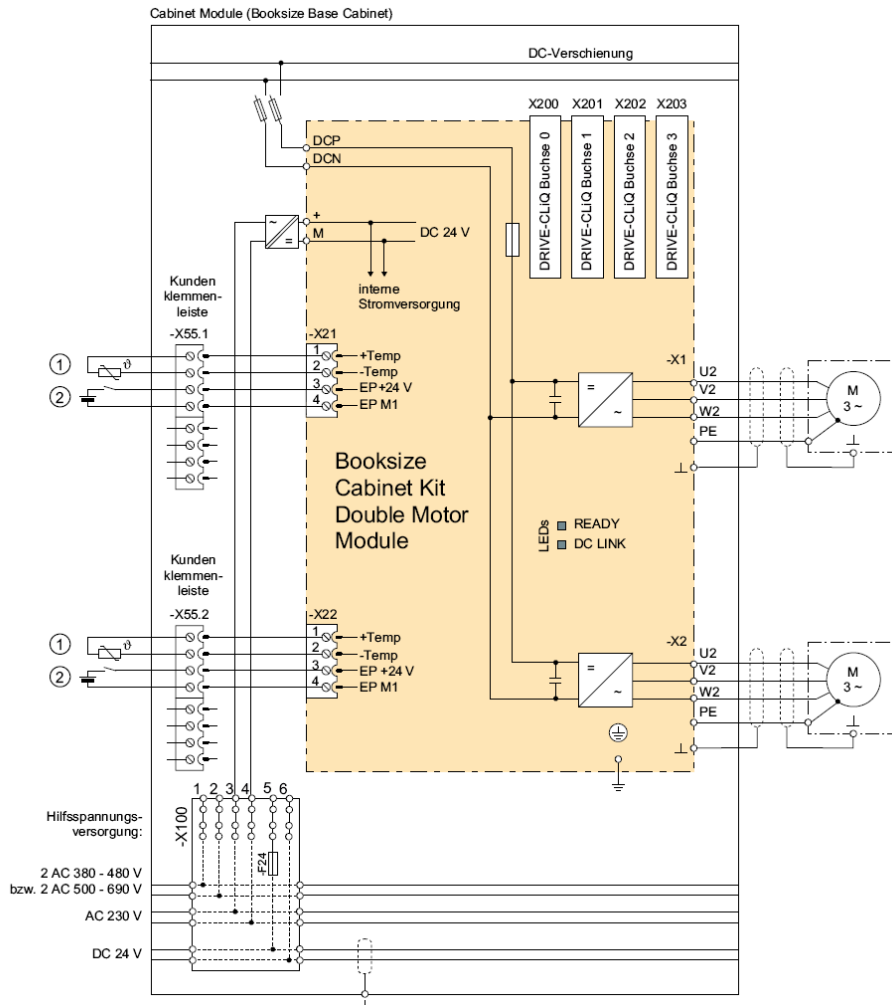 Cabinet Module (Booksize Base Cabinet)
DC-Verschienung
X200 X201 X202 X203
DRIVE-CLiQ Buchse 0
DRIVE-CLiQ Buchse 1
DRIVE-CLiQ Buchse 2
DRIVE-CLiQ Buchse 3
DCP
DCN
~
=
+
M
DC 24 V
interne
Stromversorgung
Kunden
klemmen-
leiste
-X55.1
-X21
1 ϑ
2
1 +Temp
2 -Temp
3 EP +24 V
4 EP M1
=
~
-X1
U2
V2
W2
PE
M
3 ~
Booksize
Cabinet Kit
Double Motor
Module
LEDs
READY
DC LINK
Kunden
klemmen-
leiste
-X55.2
-X22
1 ϑ
2
1 +Temp
2 -Temp
3 EP +24 V
4 EP M1
=
~
-X2
U2
V2
W2
PE
M
3 ~
1 2 3 4 5 6
-X100
-F24
Hilfsspannungs-
versorgung:
2 AC 380 - 480 V
bzw. 2 AC 500 - 690 V
AC 230 V
DC 24 V